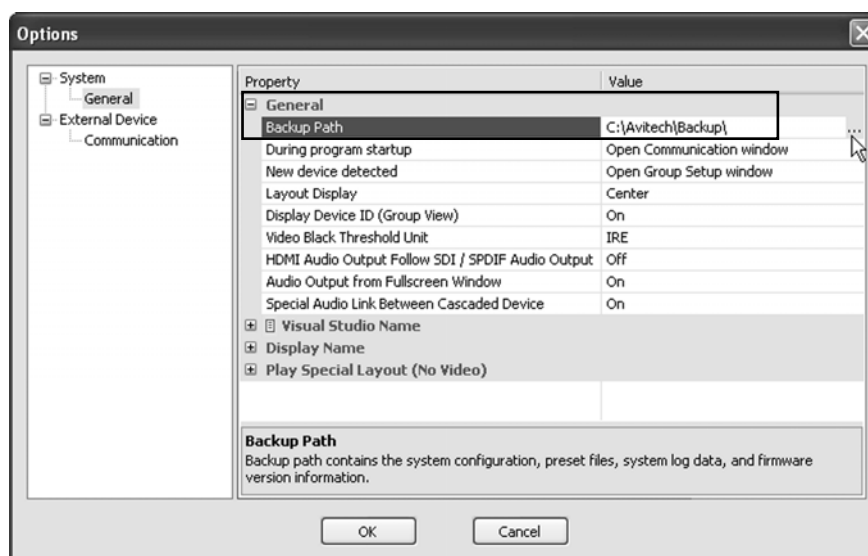 Options
System
General
External Device
Communication
Property Value
General
Backup Path C:\Avitech\Backup\ ...
During program startup Open Communication window
New device detected Open Group Setup window
Layout Display Center
Display Device ID (Group View) On
Video Black Threshold Unit IRE
HDMI Audio Output Follow SDI / SPDIF Audio Output Off
Audio Output from Fullscreen Window On
Special Audio Link Between Cascaded Device On
Visual Studio Name
Display Name
Play Special Layout (No Video)
Backup Path
Backup path contains the system configuration, preset files, system log data, and firmware
version information.
OK Cancel